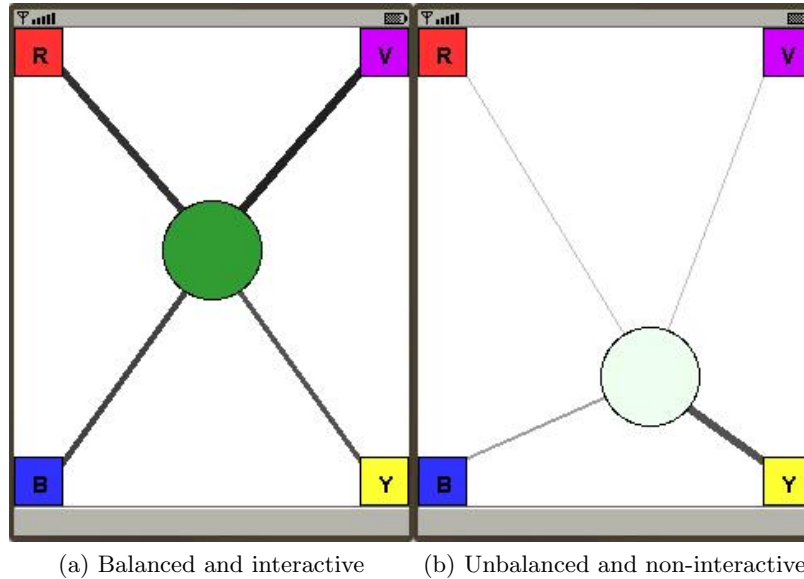 R V R V
B Y B Y
(a) Balanced and interactive (b) Unbalanced and non-interactive